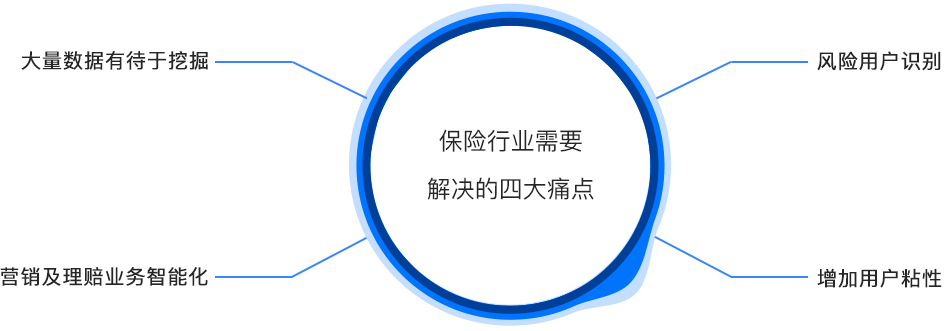 大量数据有待于挖掘
风险用户识别
保险行业需要
解决的四大痛点
营销及理赔业务智能化
增加用户粘性